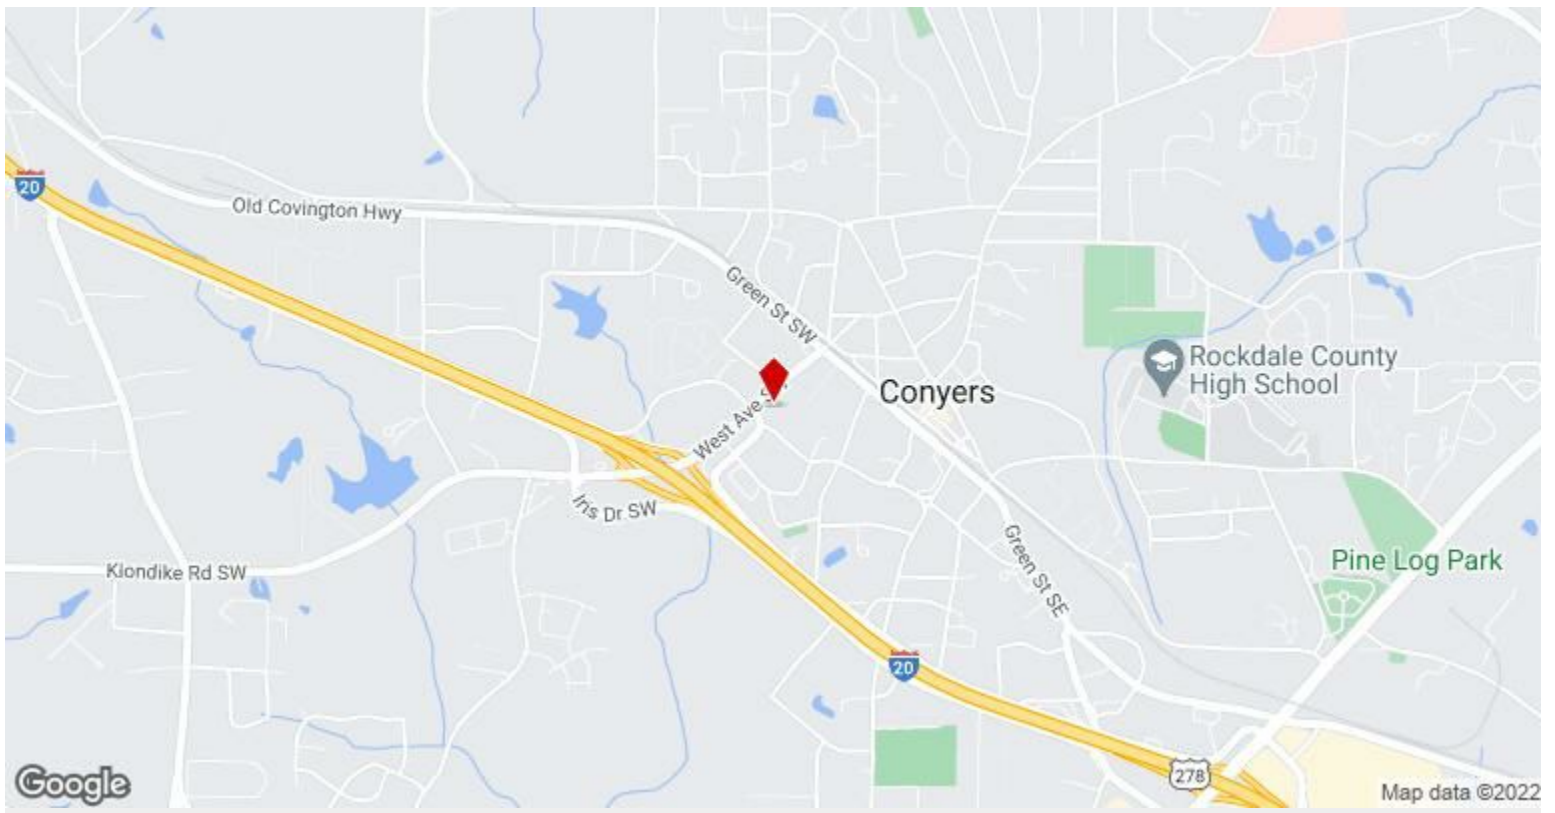 20
Old Covington Hwy
Green St SW
Rockdale County
High School
Conyers
West Ave
Iris Dr SW
Green St SE
Pine Log Park
Klondike Rd SW
20
278
Google
Map data ©2022